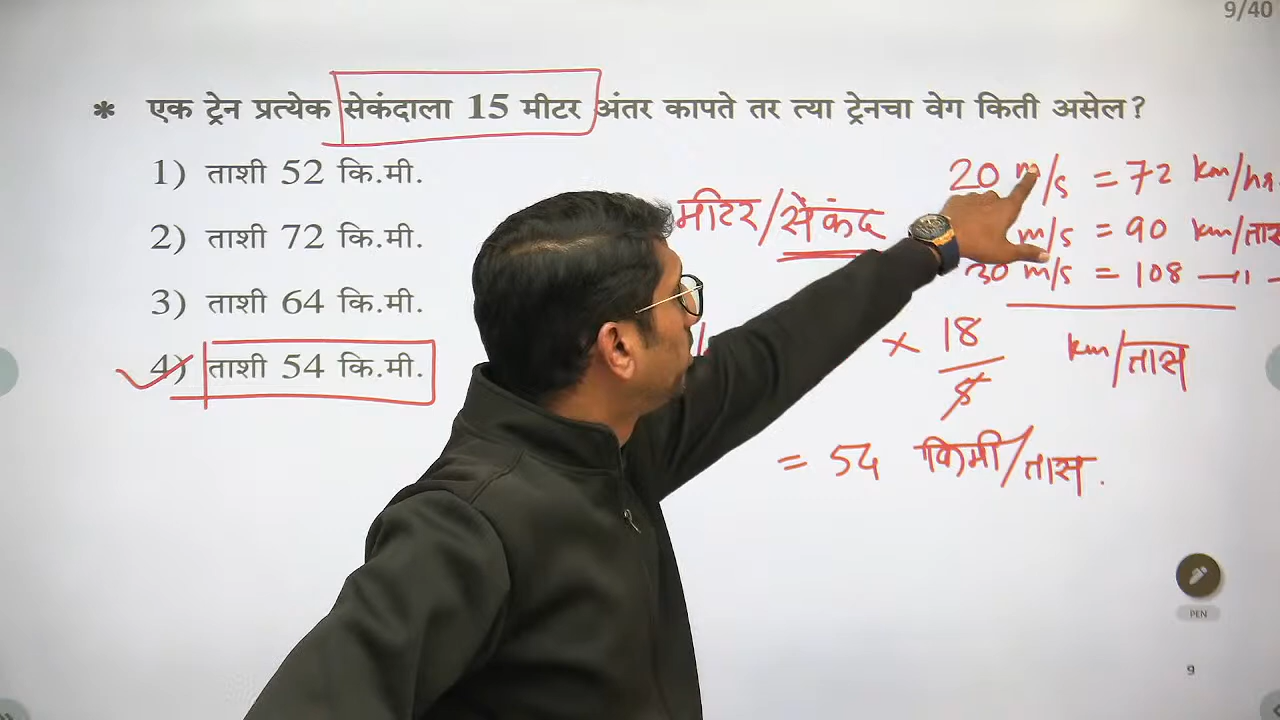 9/40
* एक ट्रेन प्रत्येक सेकंदाला 15 मीटर अंतर कापते तर त्या ट्रेनचा वेग किती असेल?
1) ताशी 52 कि.मी.
2) ताशी 72 कि.मी.
3) ताशी 64 कि.मी.
4) ताशी 54 कि.मी.
20 m/s = 72 km/hr
मीटर/सेकंद
m/s = 90 km/तास
30 m/s = 108 —11—
× 18/5 km/तास
= 54 किमी/तास.
PEN
9